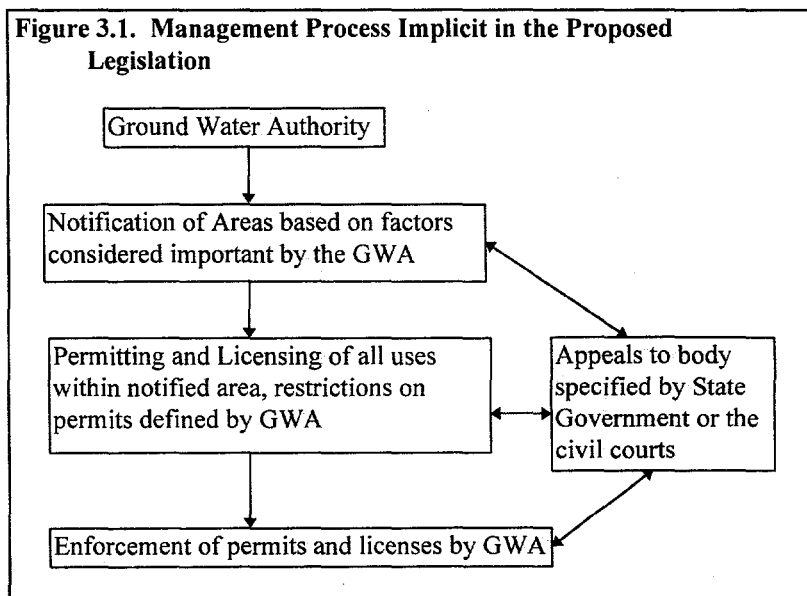 Figure 3.1. Management Process Implicit in the Proposed
Legislation
Ground Water Authority
Notification of Areas based on factors
considered important by the GWA
Permitting and Licensing of all uses
within notified area, restrictions on
permits defined by GWA
Appeals to body
specified by State
Government or the
civil courts
Enforcement of permits and licenses by GWA